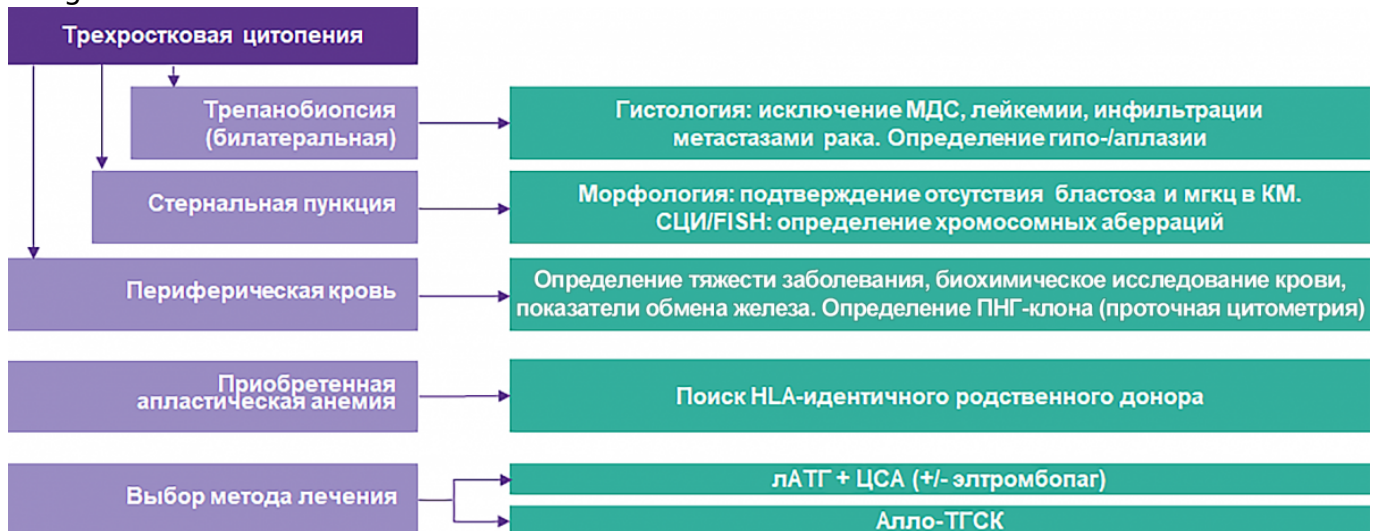 Трехростковая цитопения
Трепанобиопсия
(билатеральная)
Гистология: исключение МДС, лейкемии, инфильтрации
метастазами рака. Определение гипо-/аплазии
Стернальная пункция
Морфология: подтверждение отсутствия бластоза и мгкц в КМ.
СЦИ/FISH: определение хромосомных аберраций
Периферическая кровь
Определение тяжести заболевания, биохимическое исследование крови,
показатели обмена железа. Определение ПНГ-клона (проточная цитометрия)
Приобретенная
апластическая анемия
Поиск HLA-идентичного родственного донора
Выбор метода лечения
лАТГ + ЦСА (+/- элтромбопаг)
Алло-ТГСК